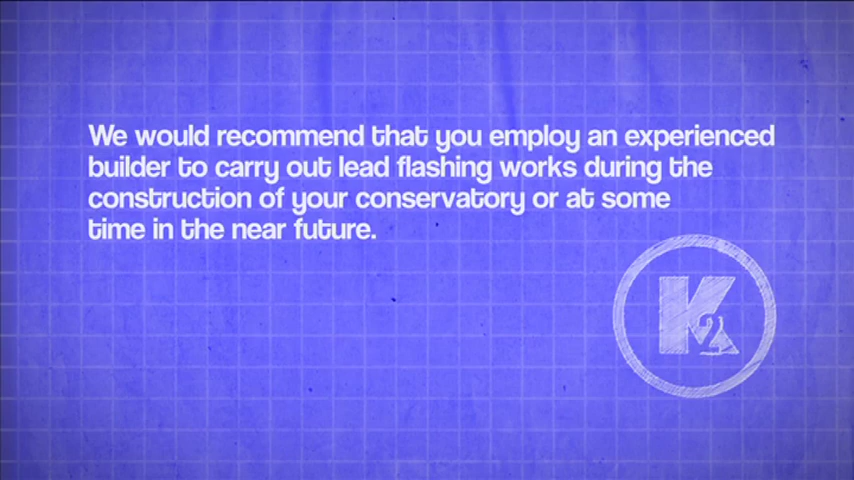 We would recommend that you employ an experienced
builder to carry out lead flashing works during the
construction of your conservatory or at some
time in the near future.
K2